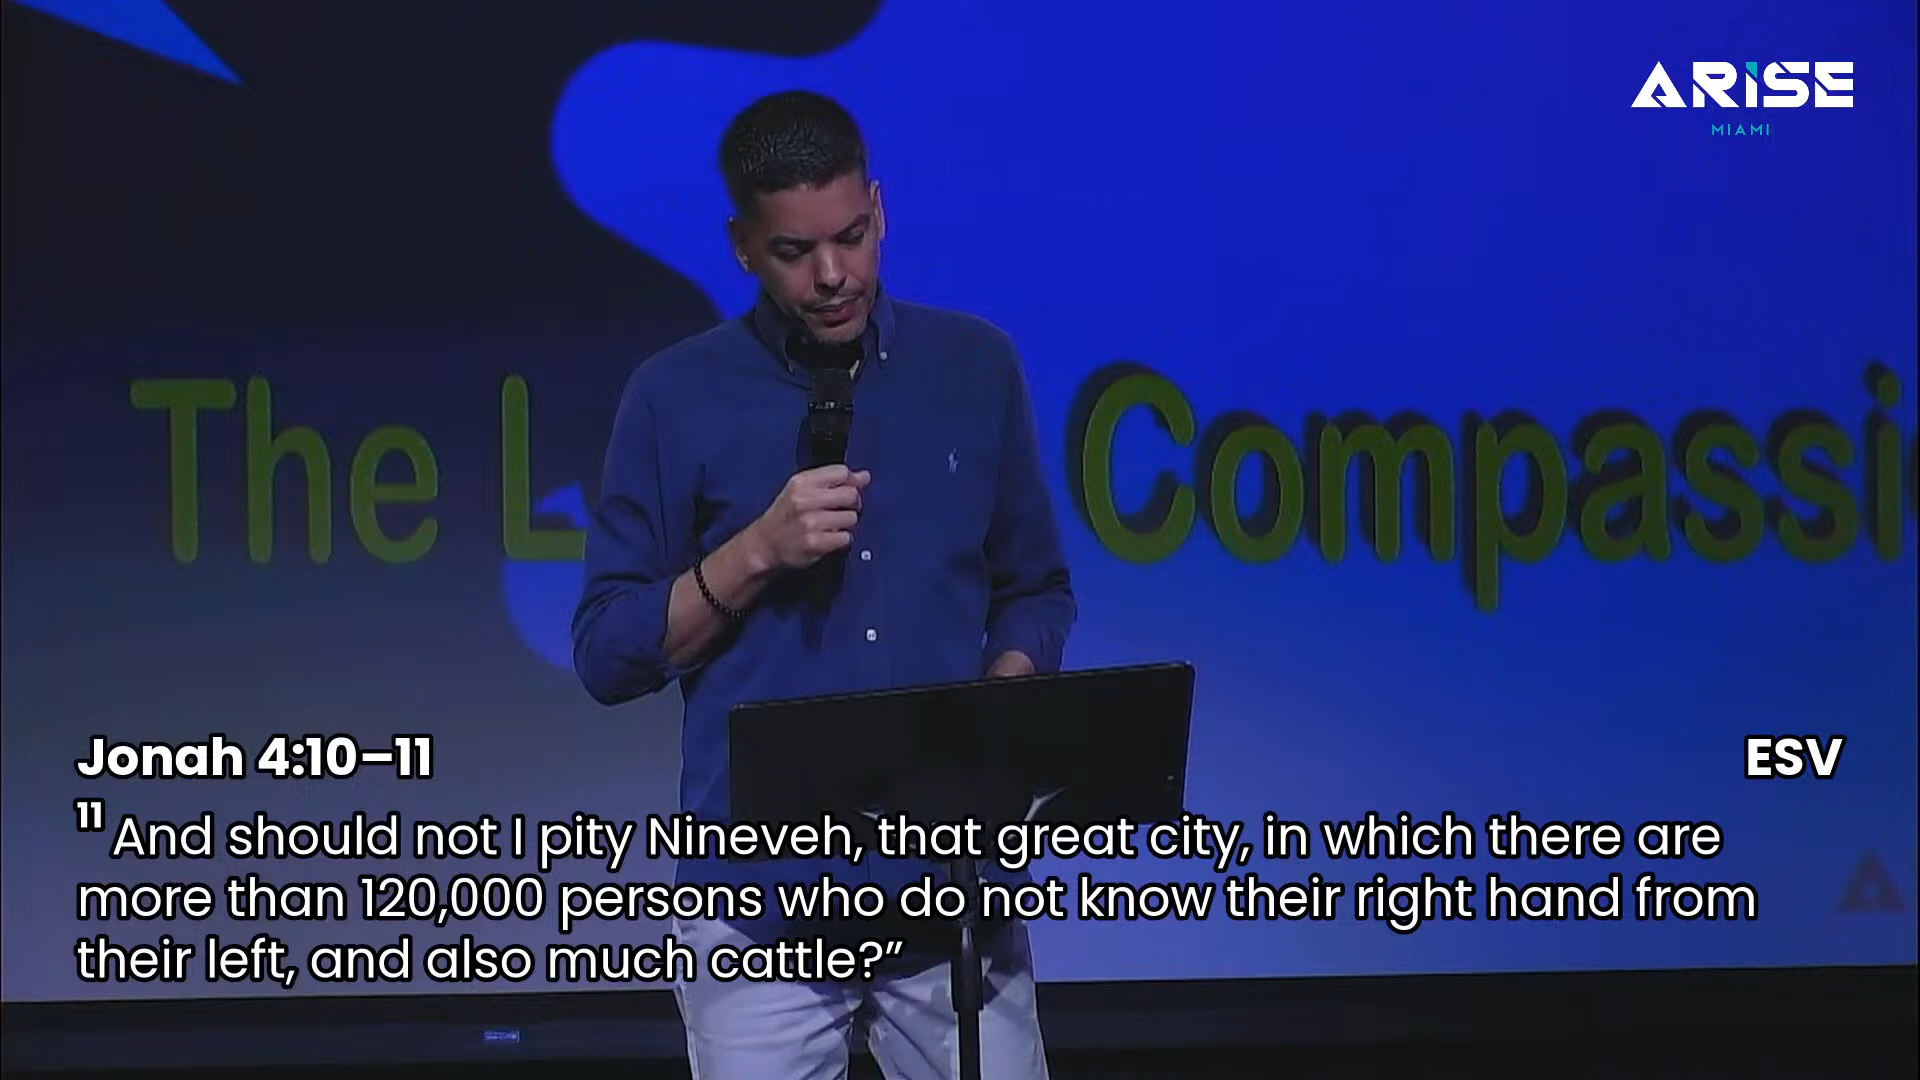 ARISE
MIAMI
The L Compassi
Jonah 4:10–11
ESV
11 And should not I pity Nineveh, that great city, in which there are
more than 120,000 persons who do not know their right hand from
their left, and also much cattle?”